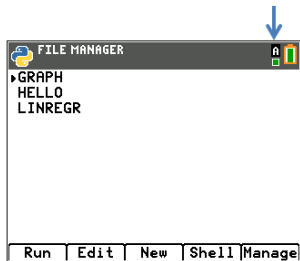 FILE MANAGER A
GRAPH
HELLO
LINREGR
Run Edit New Shell Manage